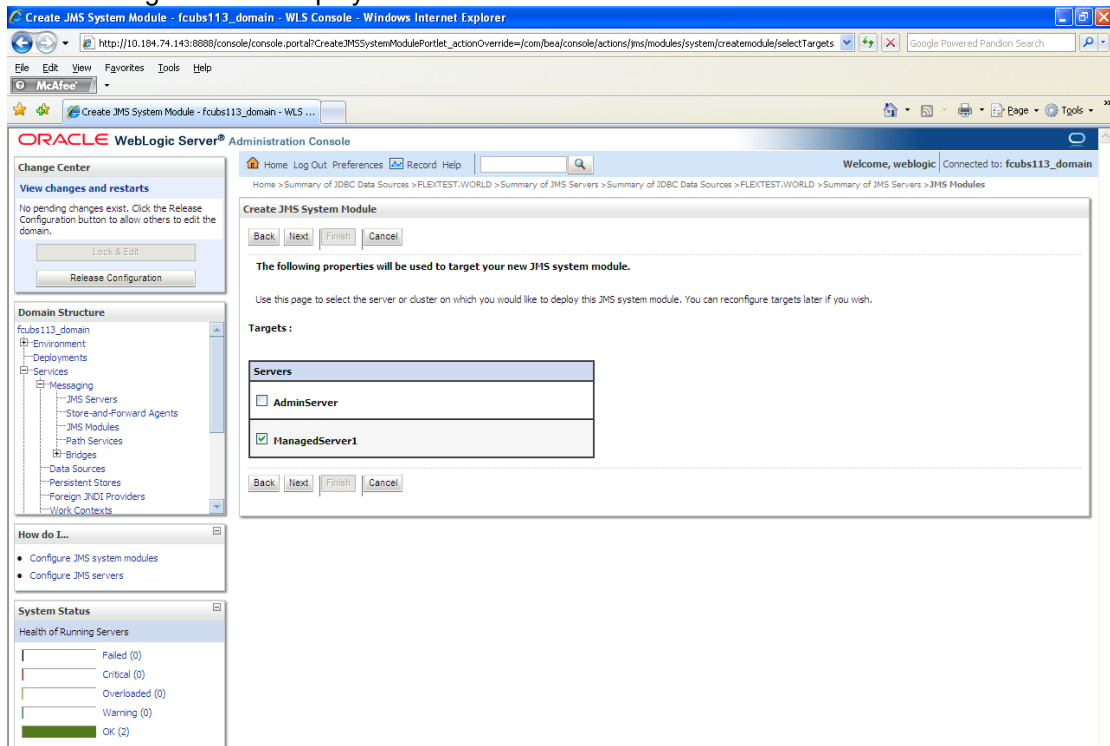 Create JMS System Module - fcubs113_domain - WLS Console - Windows Internet Explorer
http://10.184.74.143:8888/console/console.portal?CreateJMSSystemModulePortlet_actionOverride=/com/bea/console/actions/jms/modules/system/createmodule/selectTargets
Google Powered Pandion Search
File Edit View Favorites Tools Help
McAfee
Create JMS System Module - fcubs113_domain - WLS ...
Page Tools
ORACLE WebLogic Server® Administration Console
Change Center
View changes and restarts
No pending changes exist. Click the Release
Configuration button to allow others to edit the
domain.
Lock & Edit
Release Configuration
Domain Structure
fcubs113_domain
Environment
Deployments
Services
Messaging
JMS Servers
Store-and-Forward Agents
JMS Modules
Path Services
Bridges
Data Sources
Persistent Stores
Foreign JNDI Providers
Work Contexts
How do I...
Configure JMS system modules
Configure JMS servers
System Status
Health of Running Servers
Failed (0)
Critical (0)
Overloaded (0)
Warning (0)
OK (2)
Home Log Out Preferences Record Help
Welcome, weblogic Connected to: fcubs113_domain
Home >Summary of JDBC Data Sources >FLEXTEST.WORLD >Summary of JMS Servers >Summary of JDBC Data Sources >FLEXTEST.WORLD >Summary of JMS Servers >JMS Modules
Create JMS System Module
Back Next Finish Cancel
The following properties will be used to target your new JMS system module.
Use this page to select the server or cluster on which you would like to deploy this JMS system module. You can reconfigure targets later if you wish.
Targets :
Servers
AdminServer
ManagedServer1
Back Next Finish Cancel